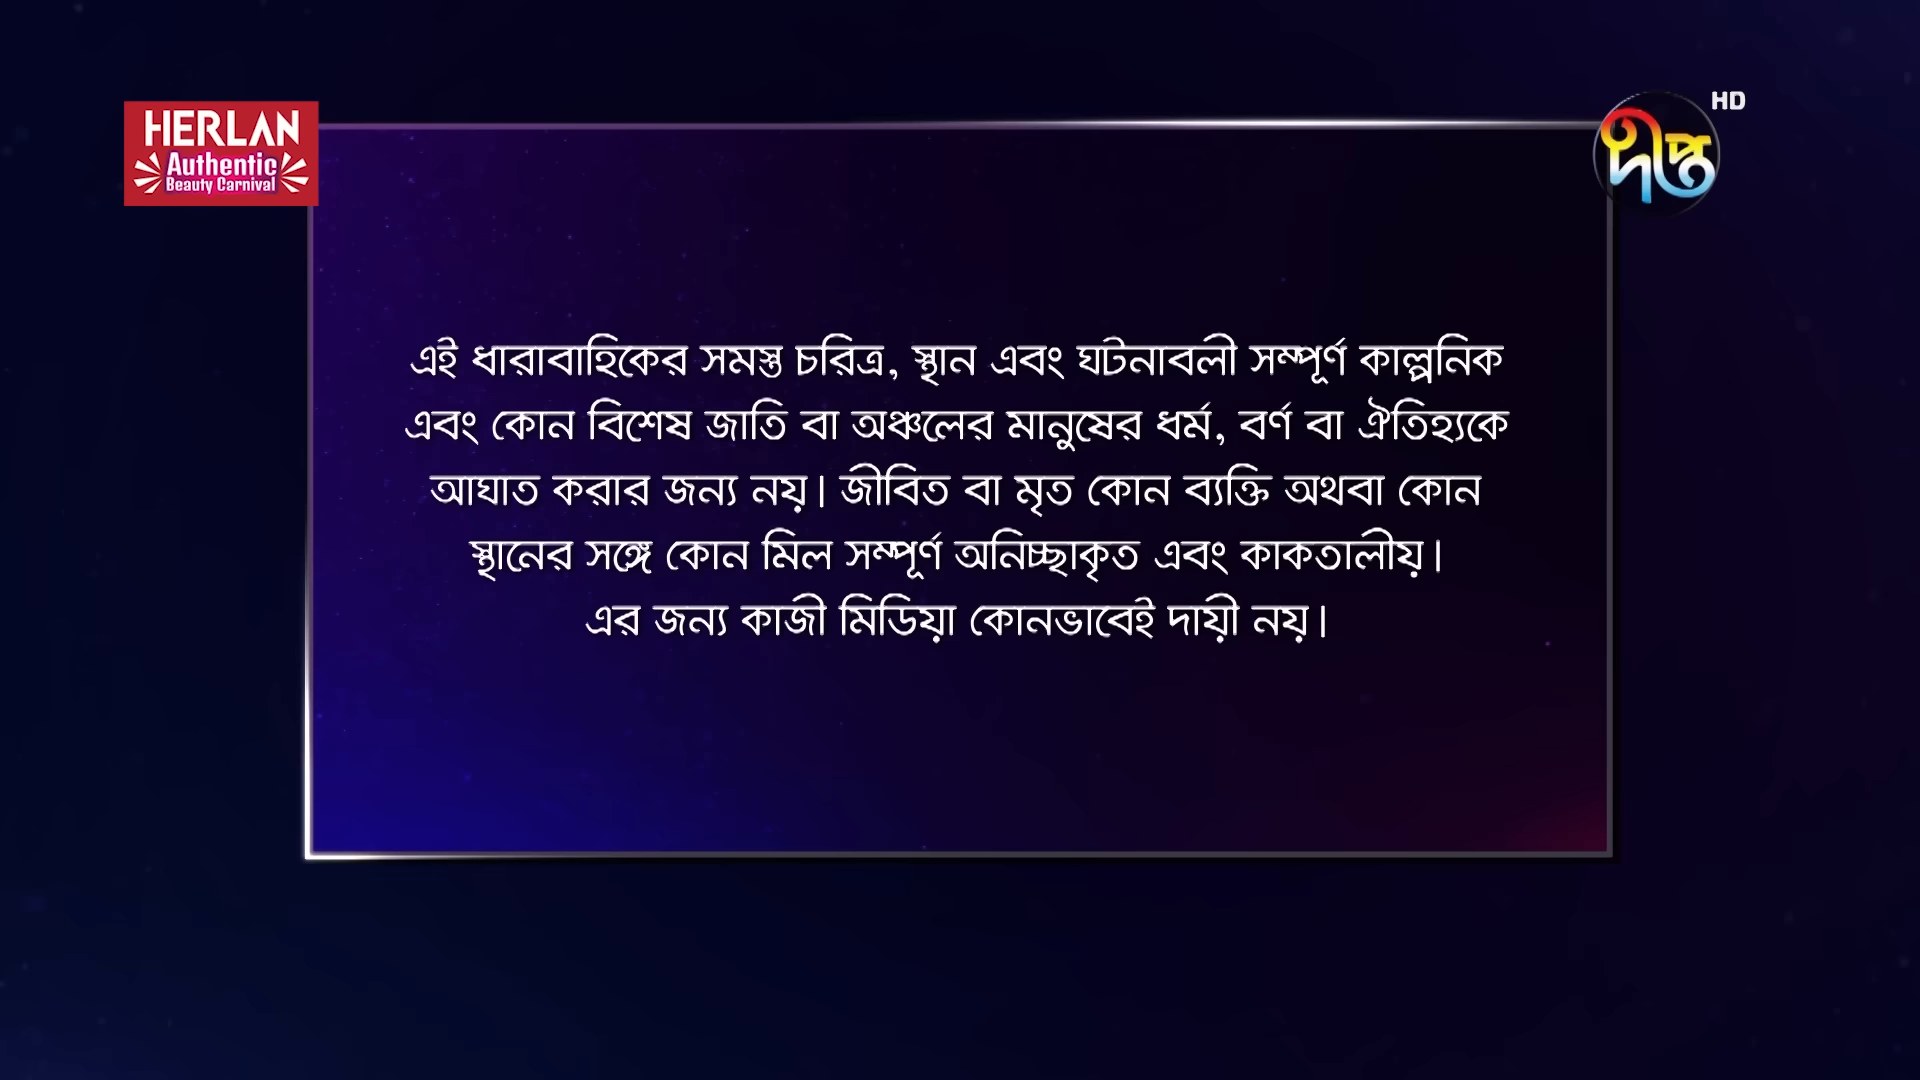 HERLAN
Authentic
Beauty Carnival
দীপ্ত
HD
এই ধারাবাহিকের সমস্ত চরিত্র, স্থান এবং ঘটনাবলী সম্পূর্ণ কাল্পনিক
এবং কোন বিশেষ জাতি বা অঞ্চলের মানুষের ধর্ম, বর্ণ বা ঐতিহ্যকে
আঘাত করার জন্য নয়। জীবিত বা মৃত কোন ব্যক্তি অথবা কোন
স্থানের সঙ্গে কোন মিল সম্পূর্ণ অনিচ্ছাকৃত এবং কাকতালীয়।
এর জন্য কাজী মিডিয়া কোনভাবেই দায়ী নয়।